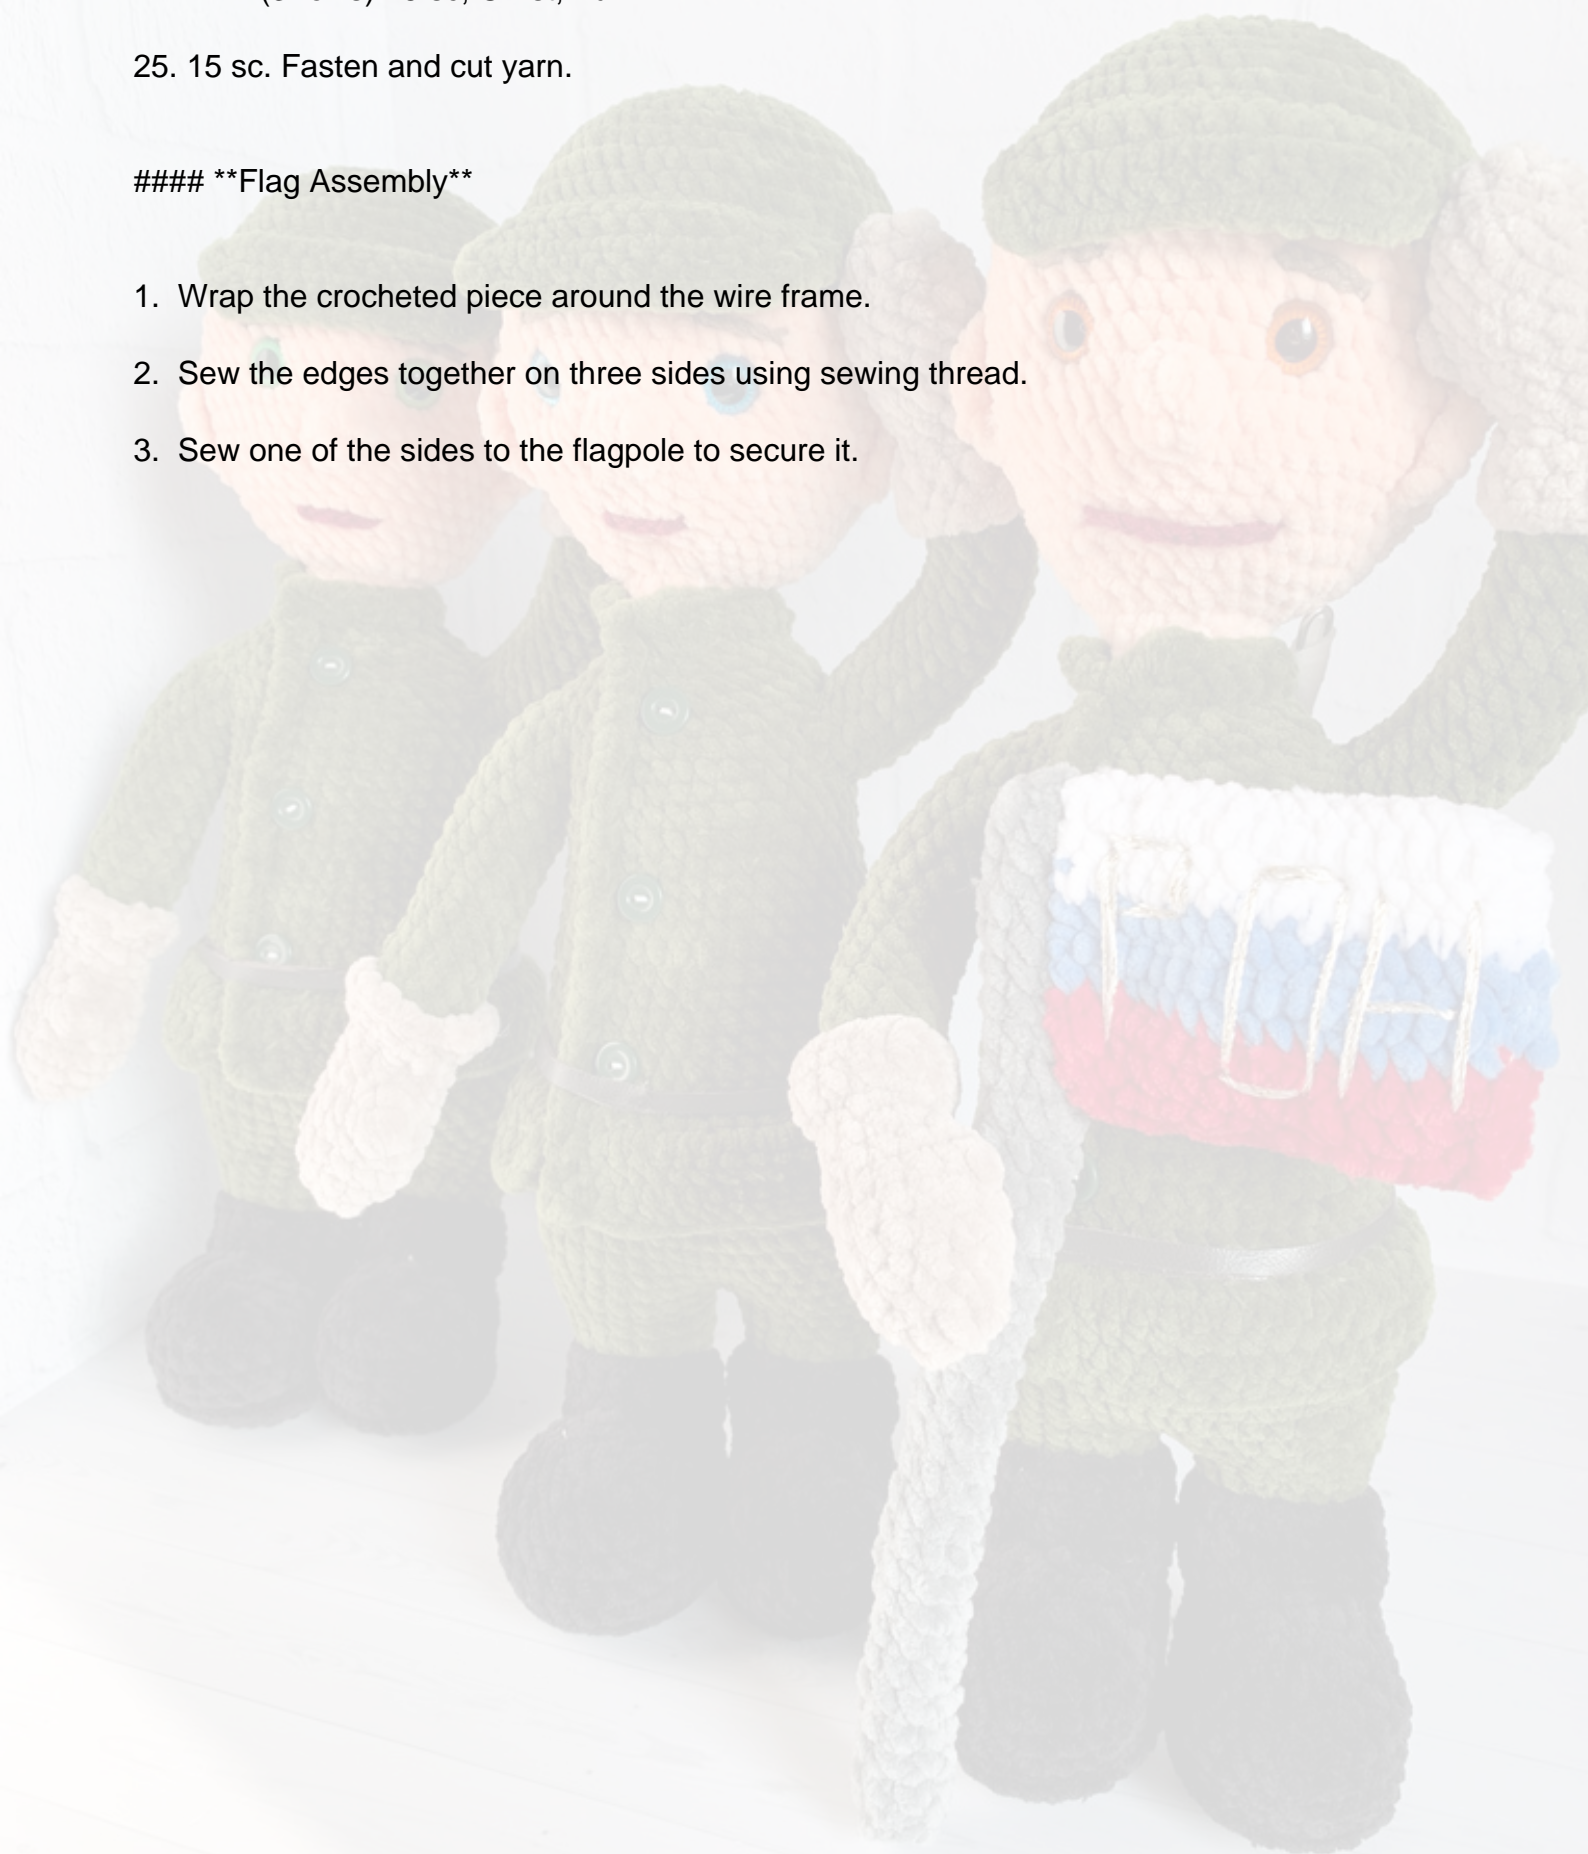 25. 15 sc. Fasten and cut yarn.
#### **Flag Assembly**
1. Wrap the crocheted piece around the wire frame.
2. Sew the edges together on three sides using sewing thread.
3. Sew one of the sides to the flagpole to secure it.
РОЧ